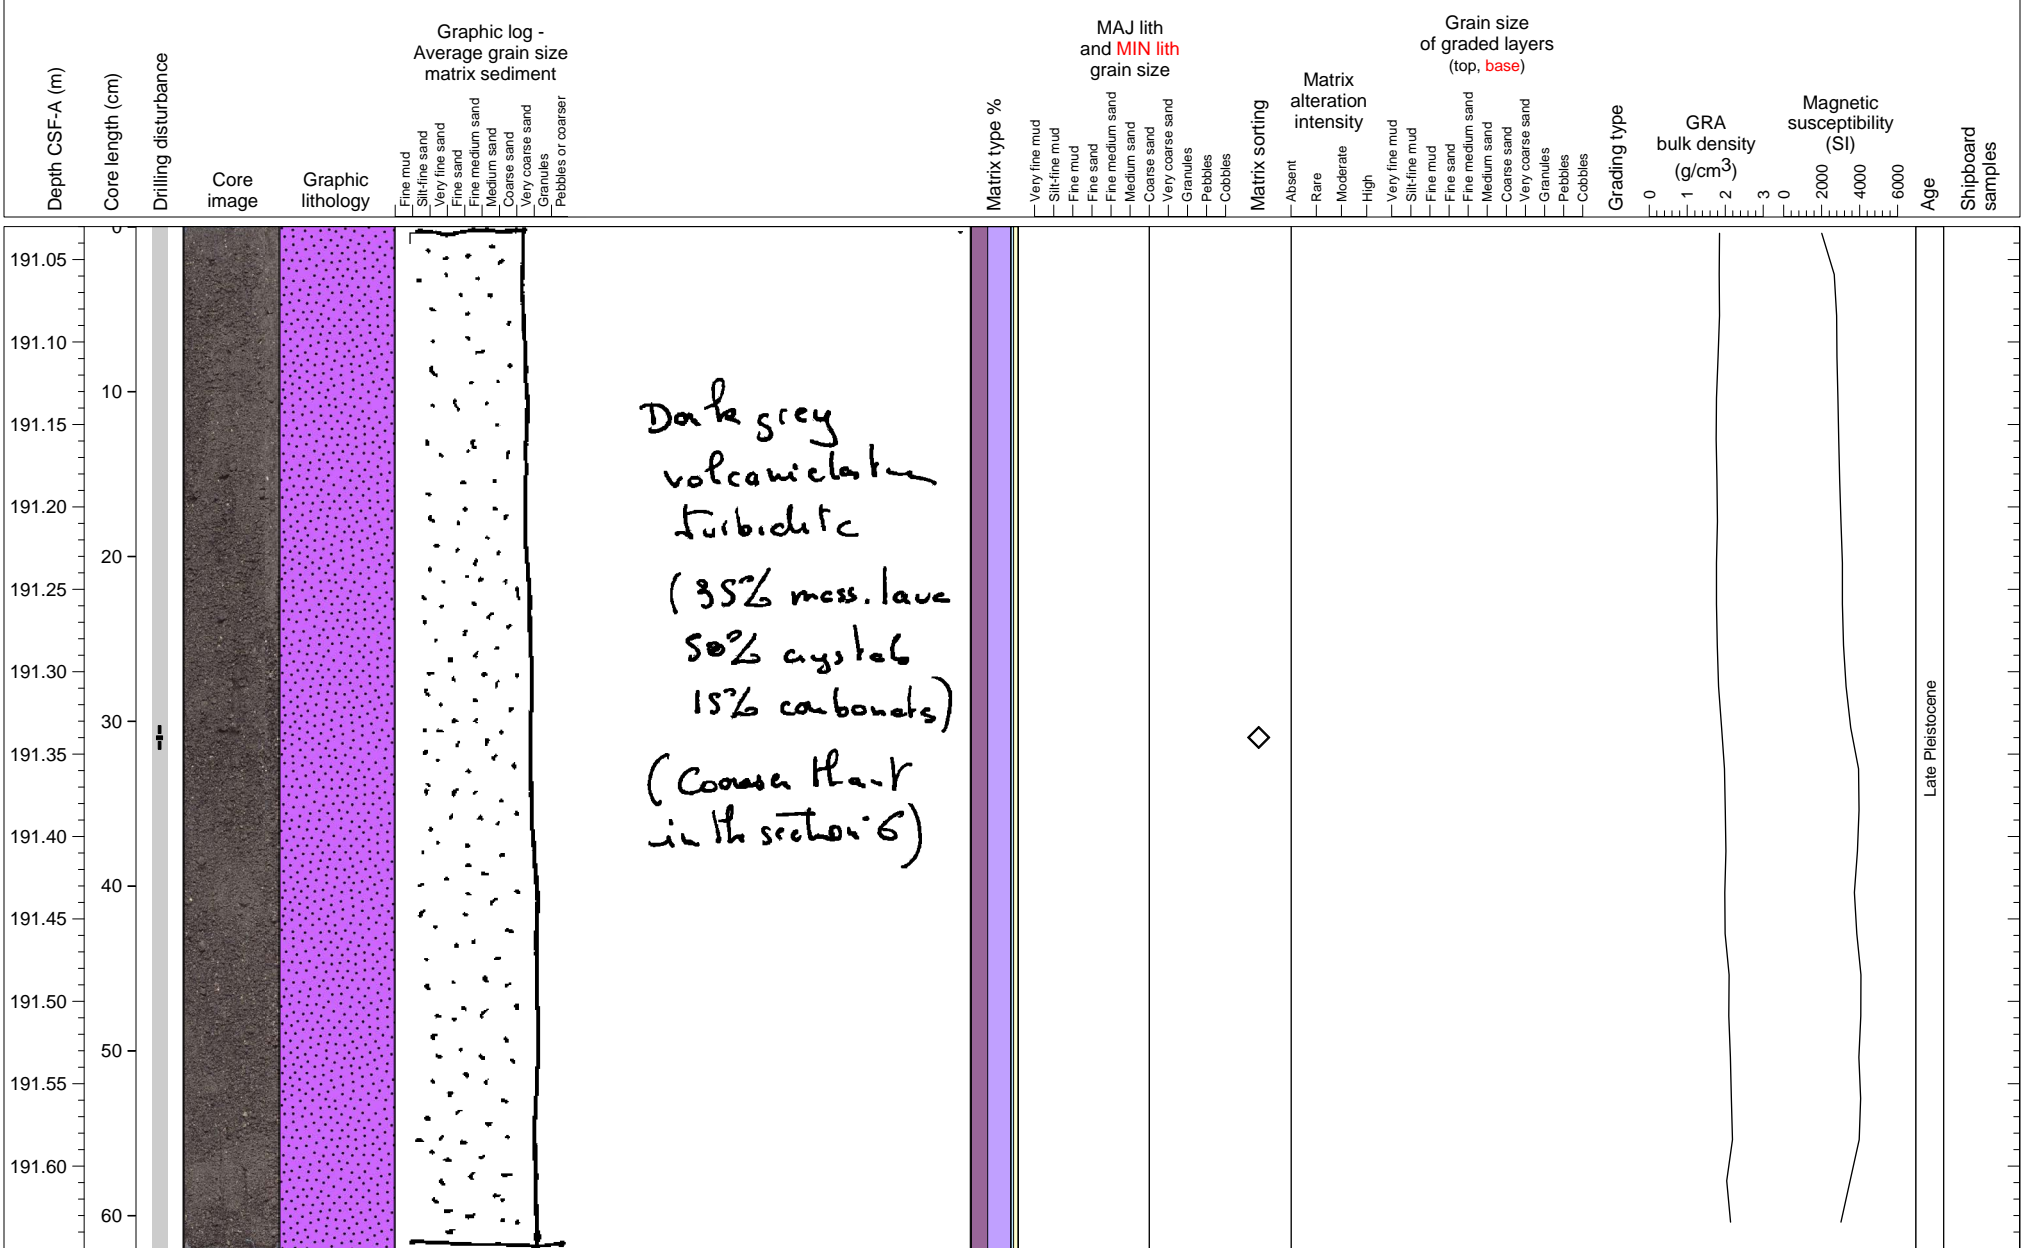 Depth CSF-A (m)
Core length (cm)
Drilling disturbance
Core
image
Graphic
lithology
Graphic log -
Average grain size
matrix sediment
Fine mud
Silt-fine sand
Very fine sand
Fine sand
Fine medium sand
Medium sand
Coarse sand
Very coarse sand
Granules
Pebbles or coarser
Matrix type %
MAJ lith
and MIN lith
grain size
Very fine mud
Silt-fine mud
Fine mud
Fine sand
Fine medium sand
Medium sand
Coarse sand
Very coarse sand
Granules
Pebbles
Cobbles
Matrix sorting
Matrix
alteration
intensity
Absent
Rare
Moderate
High
Grain size
of graded layers
(top, base)
Very fine mud
Silt-fine mud
Fine mud
Fine sand
Fine medium sand
Medium sand
Coarse sand
Very coarse sand
Granules
Pebbles
Cobbles
Grading type
GRA
bulk density
(g/cm3)
0 1 2 3
Magnetic
susceptibility
(SI)
0 2000 4000 6000
Age
Shipboard
samples
0
191.05
191.10
10
191.15
191.20
20
191.25
191.30
30
191.35
191.40
40
191.45
191.50
50
191.55
191.60
60
Dark grey
volcaniclastic
turbidite
(35% mass. lava
50% crystals
15% carbonats)
(Coarser that
in the section 6)
Late Pleistocene